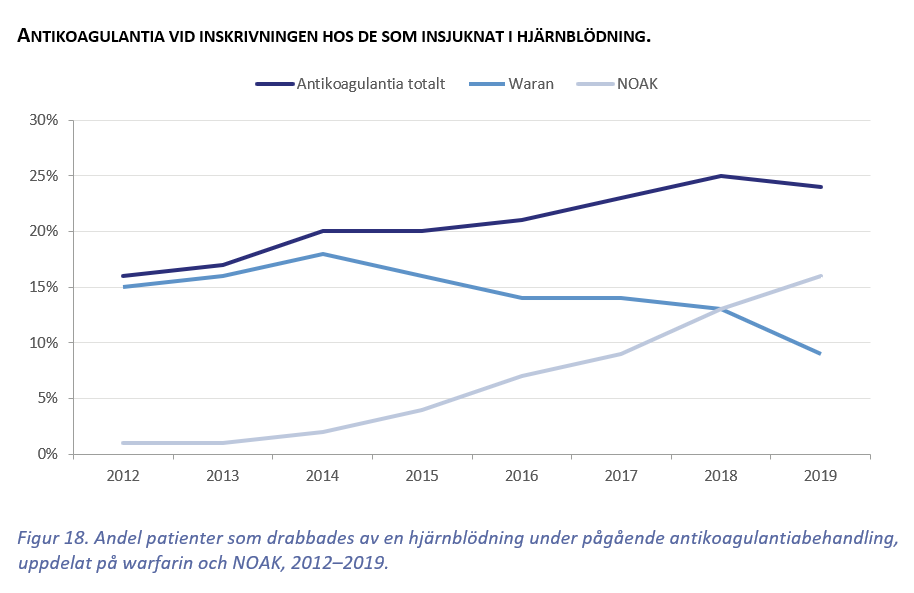 ANTIKOAGULANTIA VID INSKRIVNINGEN HOS DE SOM INSJUKNAT I HJÄRNBLÖDNING.
Antikoagulantia totalt Waran NOAK
30%
25%
20%
15%
10%
5%
0%
2012 2013 2014 2015 2016 2017 2018 2019
Figur 18. Andel patienter som drabbades av en hjärnblödning under pågående antikoagulantiabehandling,
uppdelat på warfarin och NOAK, 2012–2019.